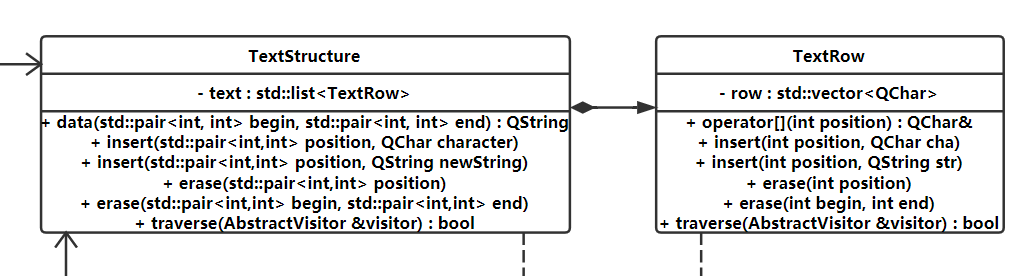 TextStructure
- text : std::list<TextRow>
+ data(std::pair<int, int> begin, std::pair<int, int> end) : QString
+ insert(std::pair<int,int> position, QChar character)
+ insert(std::pair<int,int> position, QString newString)
+ erase(std::pair<int,int> position)
+ erase(std::pair<int,int> begin, std::pair<int,int> end)
+ traverse(AbstractVisitor &visitor) : bool
TextRow
- row : std::vector<QChar>
+ operator[](int position) : QChar&
+ insert(int position, QChar cha)
+ insert(int position, QString str)
+ erase(int position)
+ erase(int begin, int end)
+ traverse(AbstractVisitor &visitor) : bool